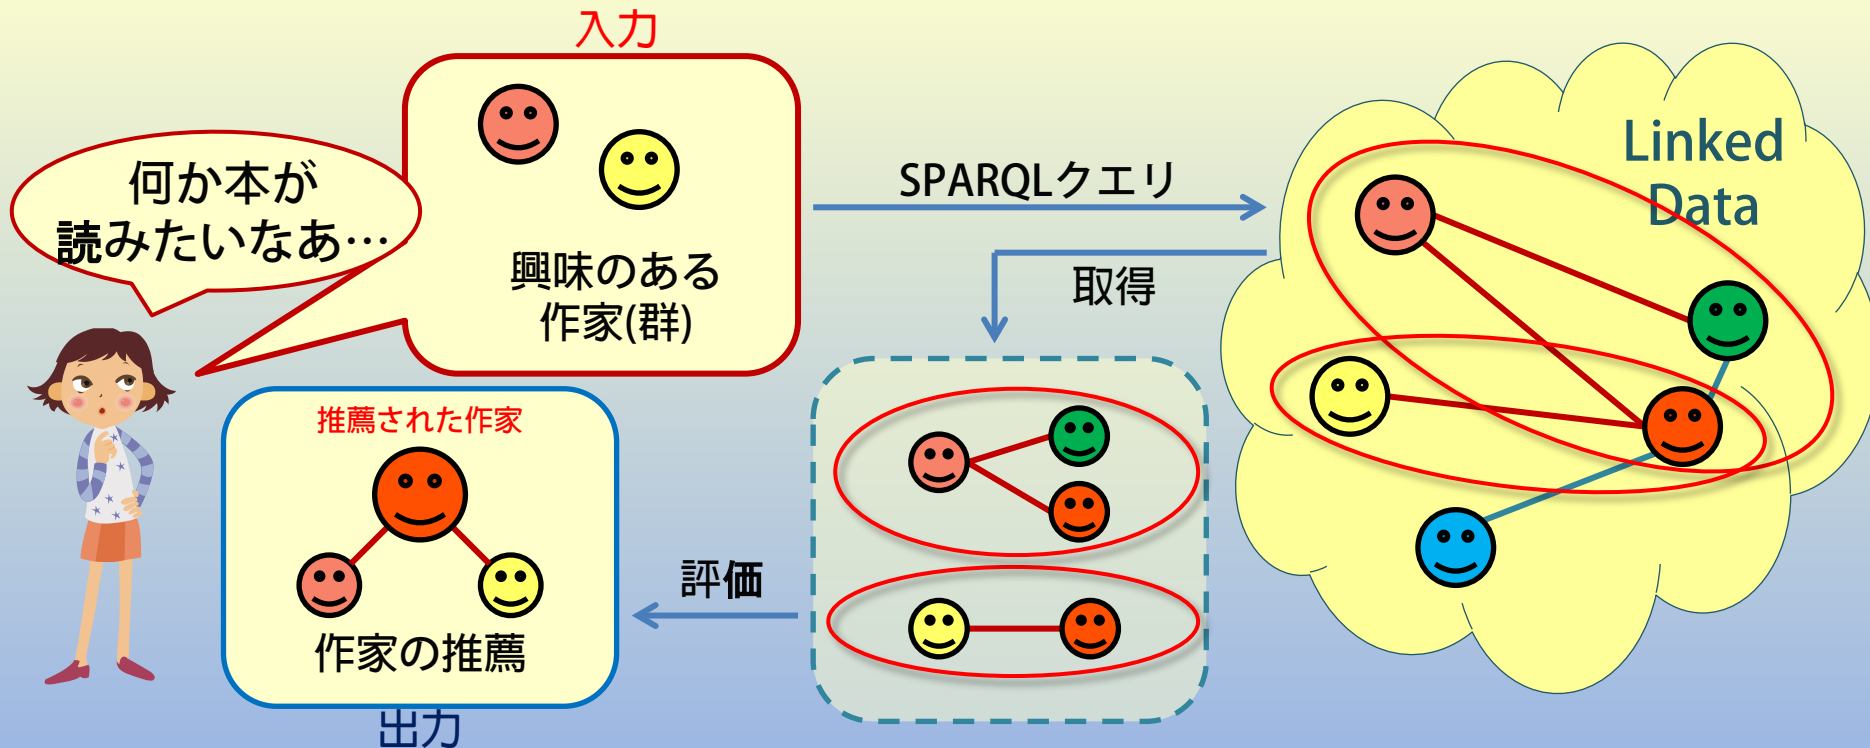 入力
何か本が
読みたいなあ…
興味のある
作家(群)
SPARQLクエリ
取得
Linked
Data
推薦された作家
作家の推薦
評価
出力